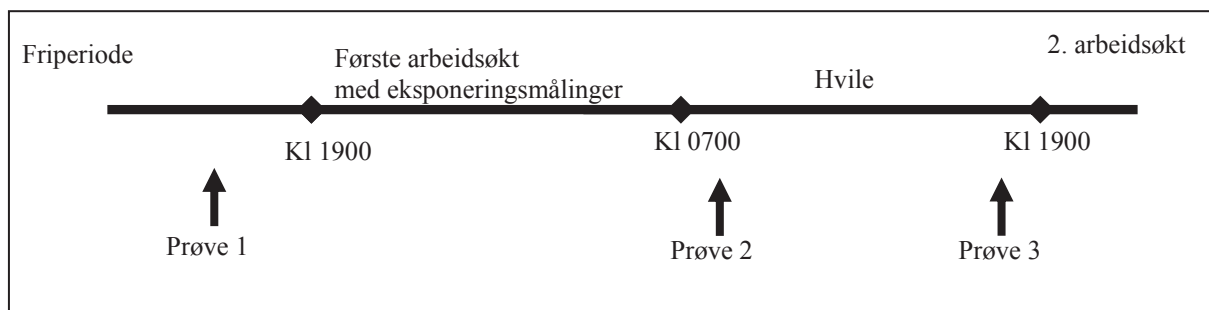 Friperiode
Første arbeidsøkt
med eksponeringsmålinger
Hvile
2. arbeidsøkt
Kl 1900
Kl 0700
Kl 1900
Prøve 1
Prøve 2
Prøve 3